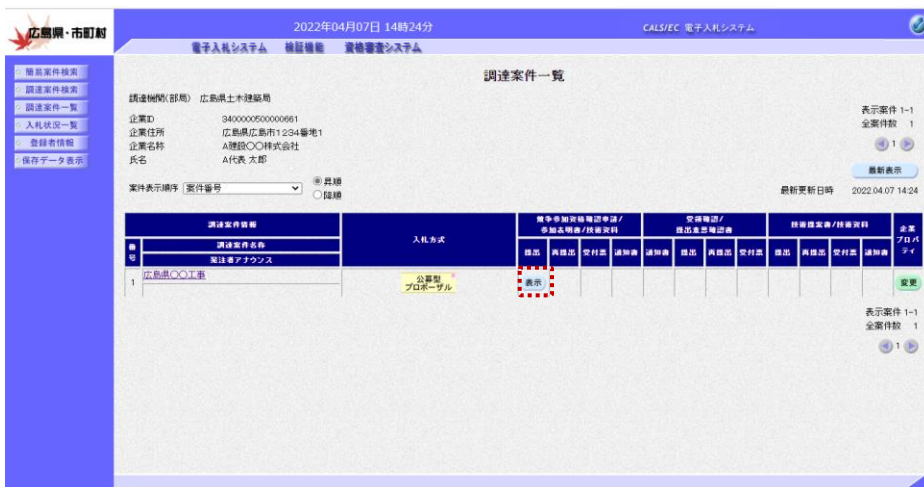 広島県・市町村
2022年04月07日 14時24分
CALS/EC 電子入札システム
電子入札システム 検証機能 資格審査システム
簡易案件検索
調達案件検索
調達案件一覧
入札状況一覧
登録者情報
保存データ表示
調達案件一覧
調達機関(部局) 広島県土木建築局
企業ID 3400000500000661
企業住所 広島県広島市1234番地1
企業名称 A建設〇〇株式会社
氏名 A代表 太郎
表示案件 1-1
全案件数 1
1
最新表示
案件表示順序 案件番号
昇順
降順
最新更新日時 2022.04.07 14:24
番号
調達案件情報
調達案件名称
発注者アナウンス
入札方式
競争参加資格確認申請/
参加表明書/技術資料
提出 再提出 受付票 通知書
受領確認/
提出意思確認書
通知書 提出 再提出 受付票
技術提案書/技術資料
提出 再提出 受付票 通知書
企業
プロパ
ティ
1 広島県〇〇工事
公募型
プロポーザル
表示
変更
表示案件 1-1
全案件数 1
1